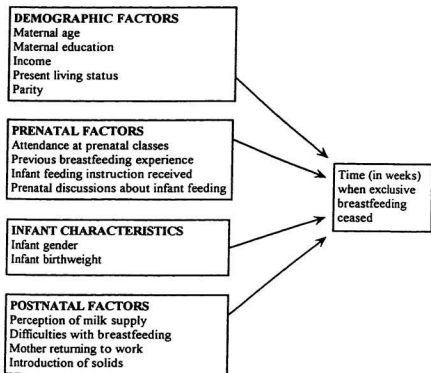 DEMOGRAPHIC FACTORS
Maternal age
Maternal education
Income
Present living status
Parity
PRENATAL FACTORS
Attendance at prenatal classes
Previous breastfeeding experience
Infant feeding instruction received
Prenatal discussions about infant feeding
Time (in weeks)
when exclusive
breastfeeding
ceased
INFANT CHARACTERISTICS
Infant gender
Infant birthweight
POSTNATAL FACTORS
Perception of milk supply
Difficulties with breastfeeding
Mother returning to work
Introduction of solids